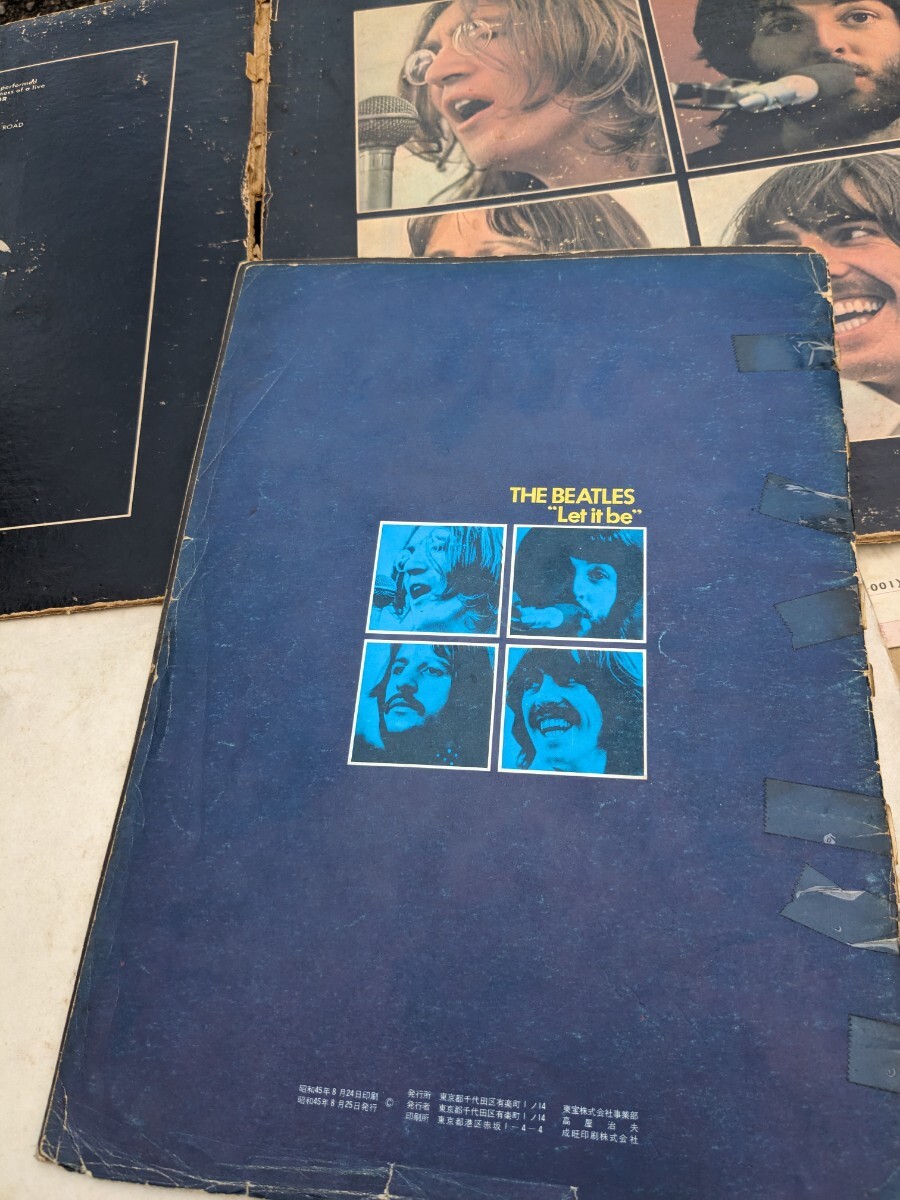 performed
ness of a live
ROAD
THE BEATLES
“Let it be”
001)
昭和45年8月24日印刷
昭和45年8月25日発行 ©
発行所 東京都千代田区有楽町1ノ14 東宝株式会社事業部
発行者 東京都千代田区有楽町1ノ14 高屋治夫
印刷所 東京都港区赤坂1-4-4 成旺印刷株式会社